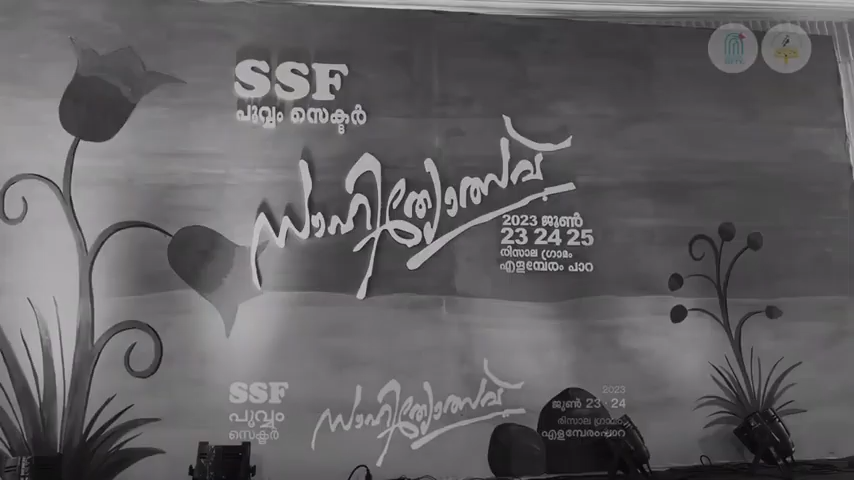 SSF
പൂവ്വം സെക്ടർ
സാഹിത്യോത്സവ്
2023 ജൂൺ
23 24 25
രിസാല ഗ്രാമം
എളമ്പേരം പാറ
SSF
പൂവ്വം
സെക്ടർ
സാഹിത്യോത്സവ്
2023
ജൂൺ 23 - 24
രിസാല ഗ്രാമം
എളമ്പേരംപാറ